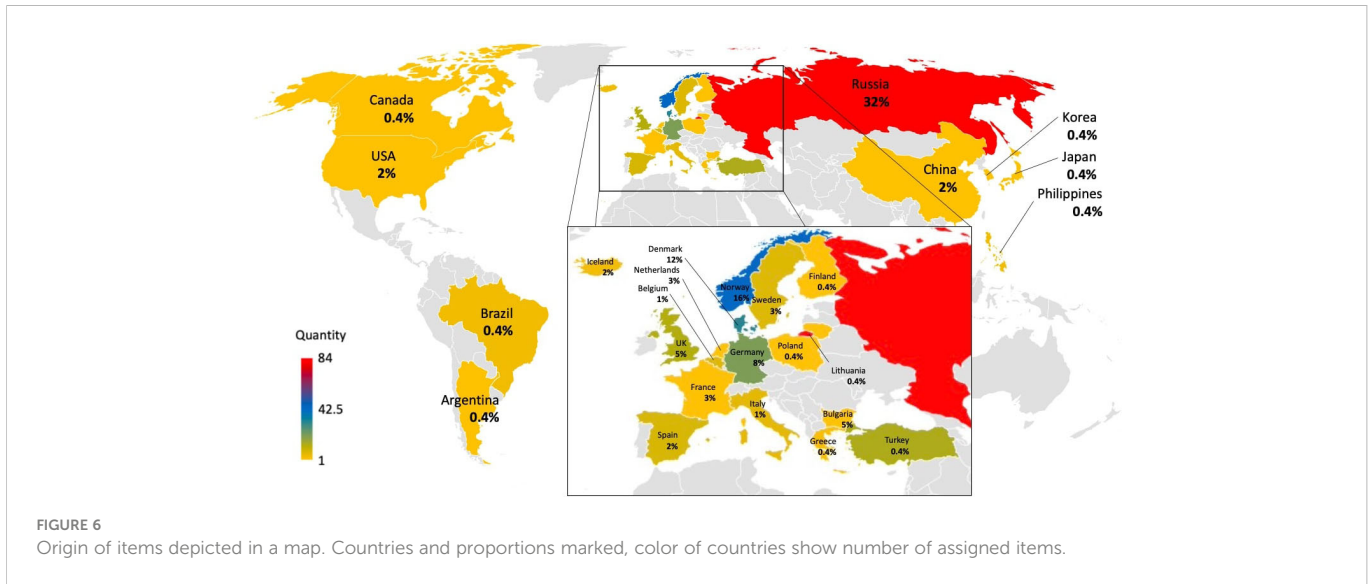 Canada
0.4%
USA
2%
Russia
32%
Korea
0.4%
Japan
0.4%
China
2%
Philippines
0.4%
Brazil
0.4%
Argentina
0.4%
Quantity
84
42.5
1
Denmark
12%
Netherlands
3%
Belgium
1%
Iceland
2%
Norway
16%
Sweden
3%
Finland
0.4%
UK
5%
Germany
8%
Poland
0.4%
Lithuania
0.4%
France
3%
Italy
1%
Spain
2%
Bulgaria
5%
Greece
0.4%
Turkey
0.4%
FIGURE 6
Origin of items depicted in a map. Countries and proportions marked, color of countries show number of assigned items.